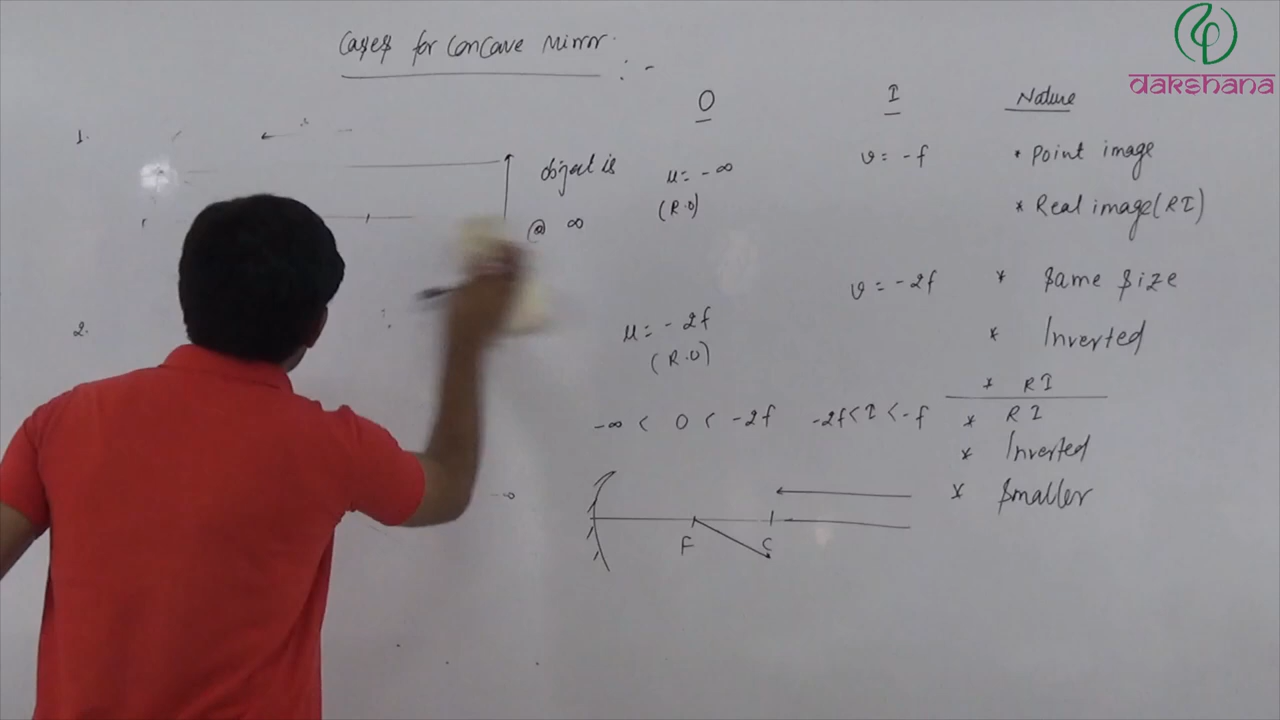 Cases for Concave Mirror :-
dakshana
O I Nature
1.
object is
@ ∞
u = -∞
(R.O)
v = -f
* Point image
* Real image (RI)
2.
u = -2f
(R.O)
v = -2f
* Same Size
* Inverted
* RI
-∞ < O < -2f
-2f < I < -f
* RI
* Inverted
* Smaller
F C